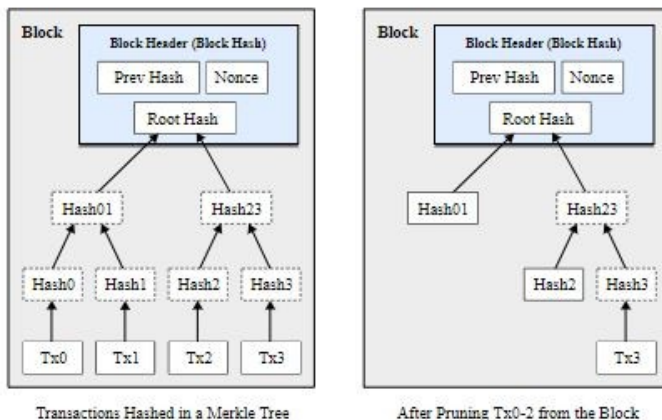 Block
Block Header (Block Hash)
Prev Hash
Nonce
Root Hash
Hash01
Hash23
Hash0
Hash1
Hash2
Hash3
Tx0
Tx1
Tx2
Tx3
Transactions Hashed in a Merkle Tree
Block
Block Header (Block Hash)
Prev Hash
Nonce
Root Hash
Hash01
Hash23
Hash2
Hash3
Tx3
After Pruning Tx0-2 from the Block